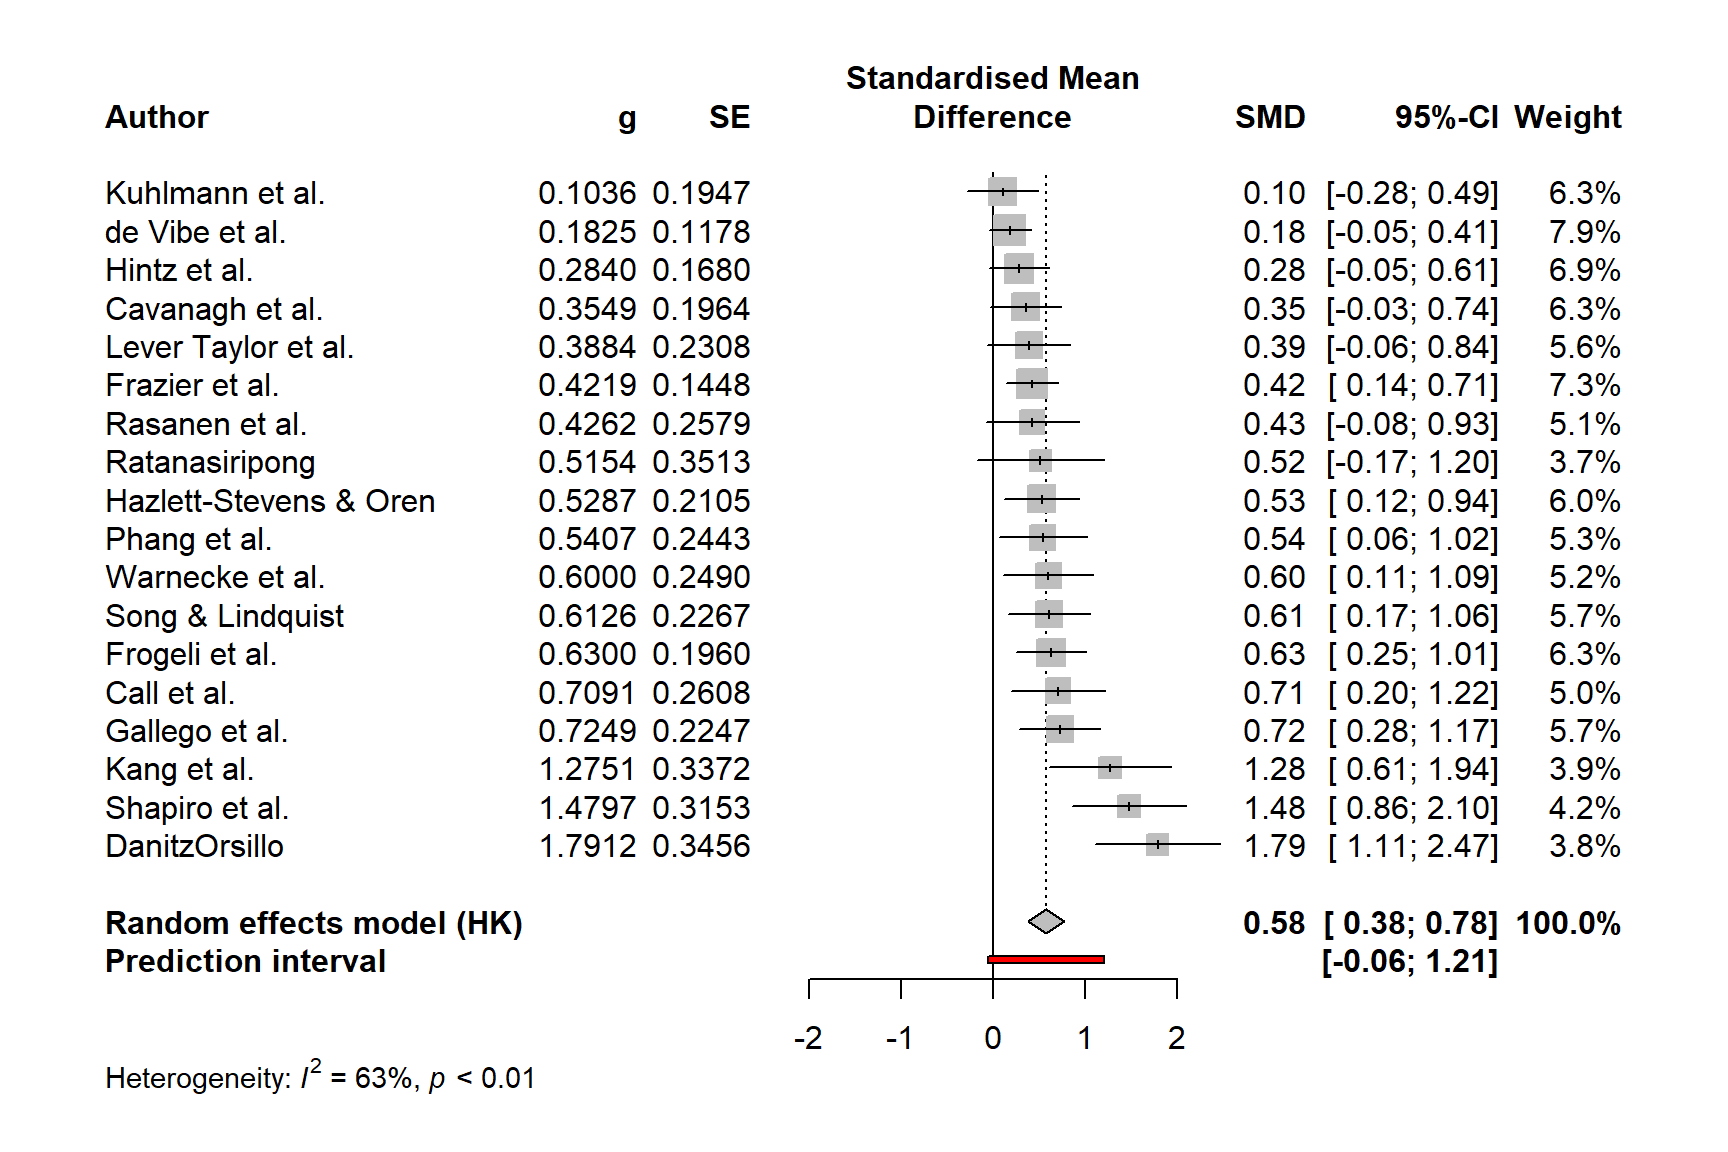 Standardised Mean
Author g SE Difference SMD 95%-CI Weight
Kuhlmann et al. 0.1036 0.1947 0.10 [-0.28; 0.49] 6.3%
de Vibe et al. 0.1825 0.1178 0.18 [-0.05; 0.41] 7.9%
Hintz et al. 0.2840 0.1680 0.28 [-0.05; 0.61] 6.9%
Cavanagh et al. 0.3549 0.1964 0.35 [-0.03; 0.74] 6.3%
Lever Taylor et al. 0.3884 0.2308 0.39 [-0.06; 0.84] 5.6%
Frazier et al. 0.4219 0.1448 0.42 [ 0.14; 0.71] 7.3%
Rasanen et al. 0.4262 0.2579 0.43 [-0.08; 0.93] 5.1%
Ratanasiripong 0.5154 0.3513 0.52 [-0.17; 1.20] 3.7%
Hazlett-Stevens & Oren 0.5287 0.2105 0.53 [ 0.12; 0.94] 6.0%
Phang et al. 0.5407 0.2443 0.54 [ 0.06; 1.02] 5.3%
Warnecke et al. 0.6000 0.2490 0.60 [ 0.11; 1.09] 5.2%
Song & Lindquist 0.6126 0.2267 0.61 [ 0.17; 1.06] 5.7%
Frogeli et al. 0.6300 0.1960 0.63 [ 0.25; 1.01] 6.3%
Call et al. 0.7091 0.2608 0.71 [ 0.20; 1.22] 5.0%
Gallego et al. 0.7249 0.2247 0.72 [ 0.28; 1.17] 5.7%
Kang et al. 1.2751 0.3372 1.28 [ 0.61; 1.94] 3.9%
Shapiro et al. 1.4797 0.3153 1.48 [ 0.86; 2.10] 4.2%
DanitzOrsillo 1.7912 0.3456 1.79 [ 1.11; 2.47] 3.8%
Random effects model (HK) 0.58 [ 0.38; 0.78] 100.0%
Prediction interval [-0.06; 1.21]
-2 -1 0 1 2
Heterogeneity: I² = 63%, p < 0.01